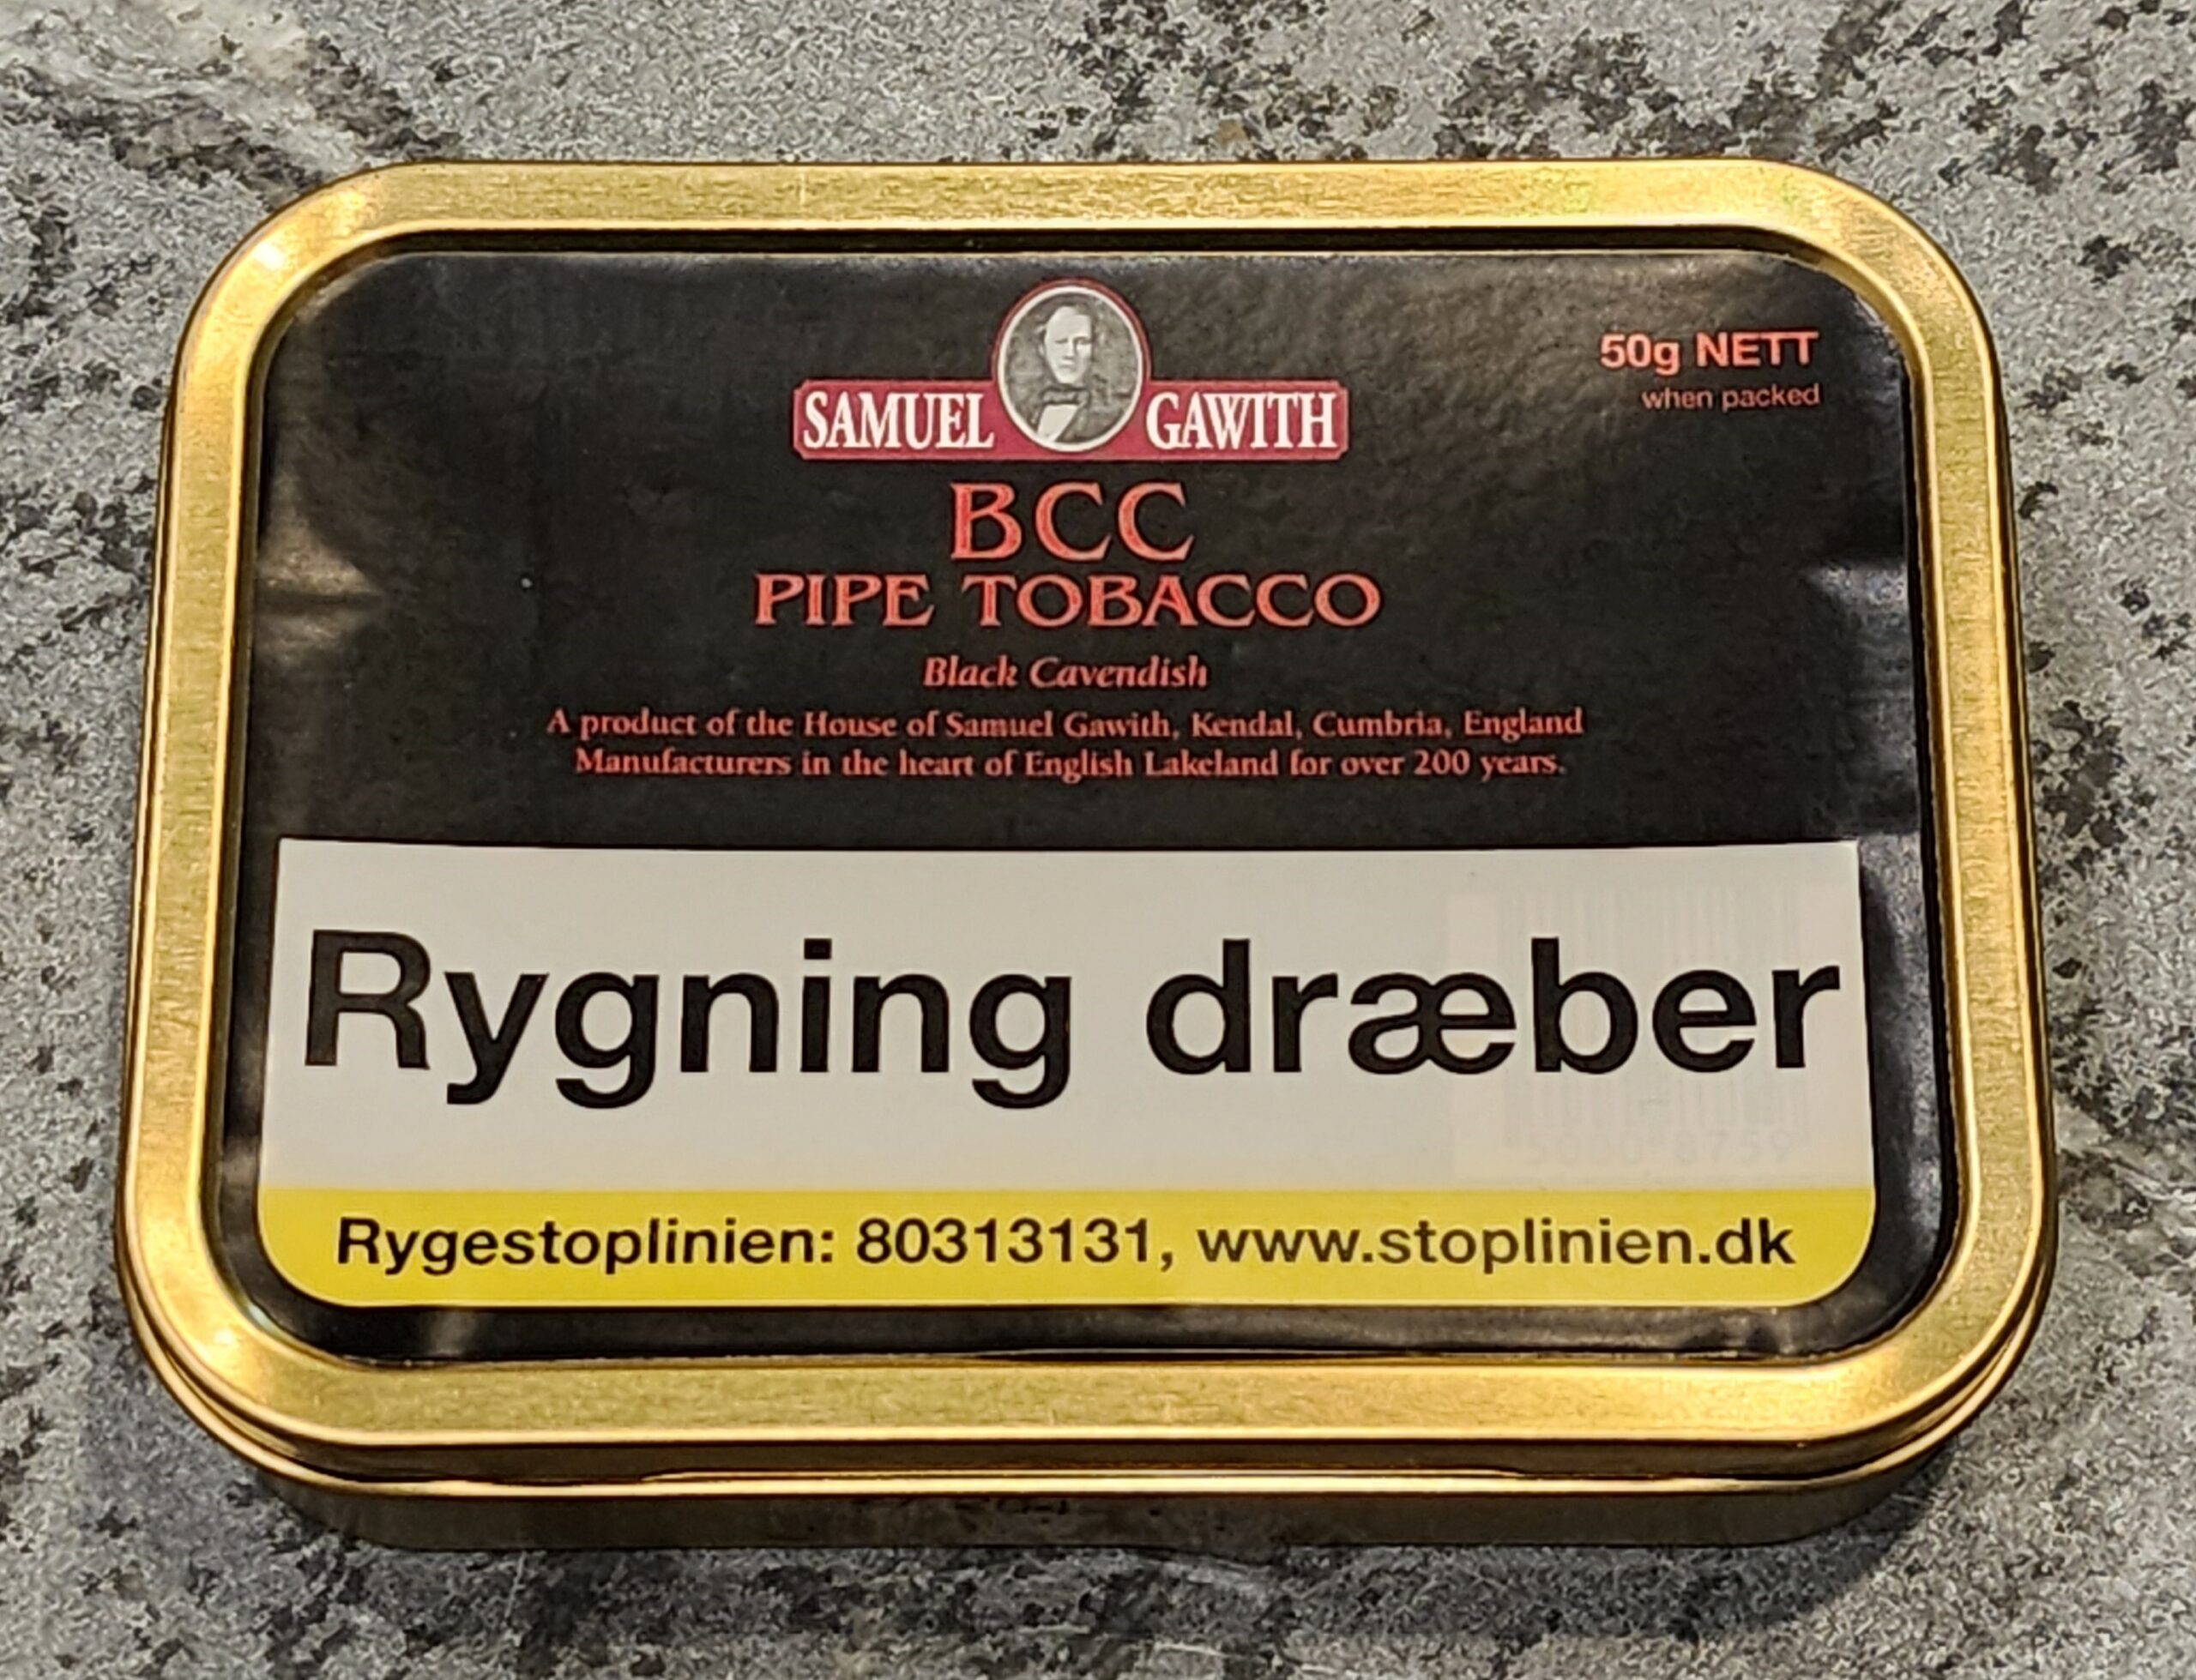 SAMUEL GAWITH
50g NETT
when packed
BCC
PIPE TOBACCO
Black Cavendish
A product of the House of Samuel Gawith, Kendal, Cumbria, England
Manufacturers in the heart of English Lakeland for over 200 years.
Rygning dræber
5000 8759
Rygestoplinien: 80313131, www.stoplinien.dk